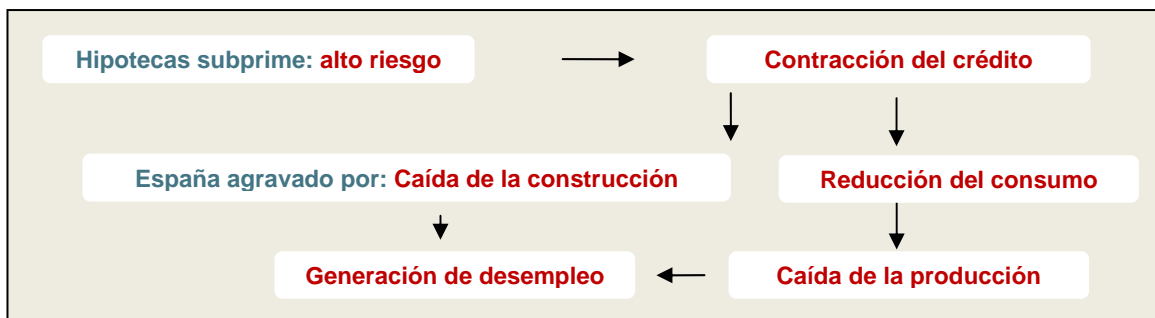 Hipotecas subprime: alto riesgo
Contracción del crédito
España agravado por: Caída de la construcción
Reducción del consumo
Generación de desempleo
Caída de la producción